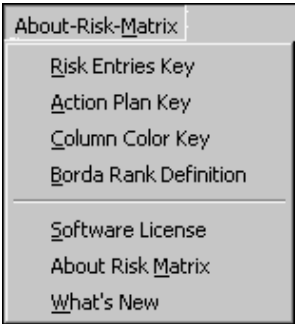 About-Risk-Matrix
Risk Entries Key
Action Plan Key
Column Color Key
Borda Rank Definition
Software License
About Risk Matrix
What's New